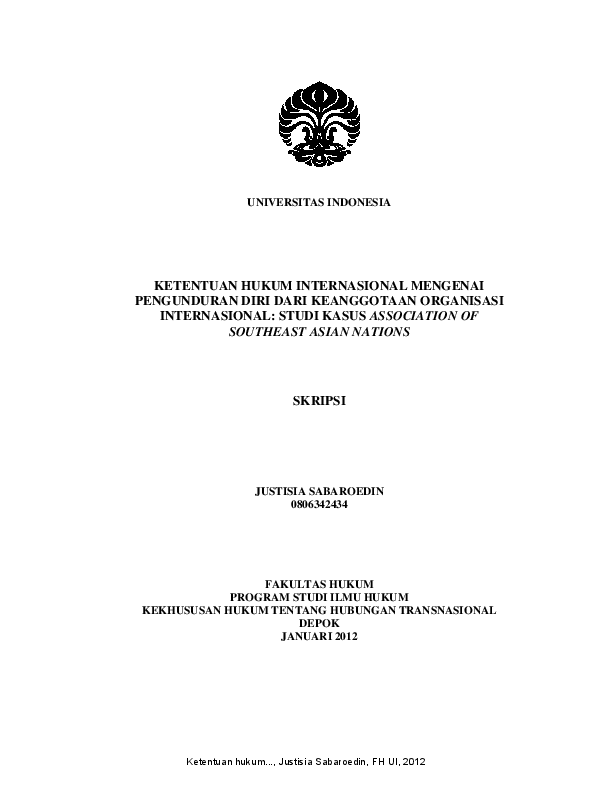 UNIVERSITAS INDONESIA
KETENTUAN HUKUM INTERNASIONAL MENGENAI
PENGUNDURAN DIRI DARI KEANGGOTAAN ORGANISASI
INTERNASIONAL: STUDI KASUS ASSOCIATION OF
SOUTHEAST ASIAN NATIONS
SKRIPSI
JUSTISIA SABAROEDIN
0806342434
FAKULTAS HUKUM
PROGRAM STUDI ILMU HUKUM
KEKHUSUSAN HUKUM TENTANG HUBUNGAN TRANSNASIONAL
DEPOK
JANUARI 2012
Ketentuan hukum..., Justisia Sabaroedin, FH UI, 2012